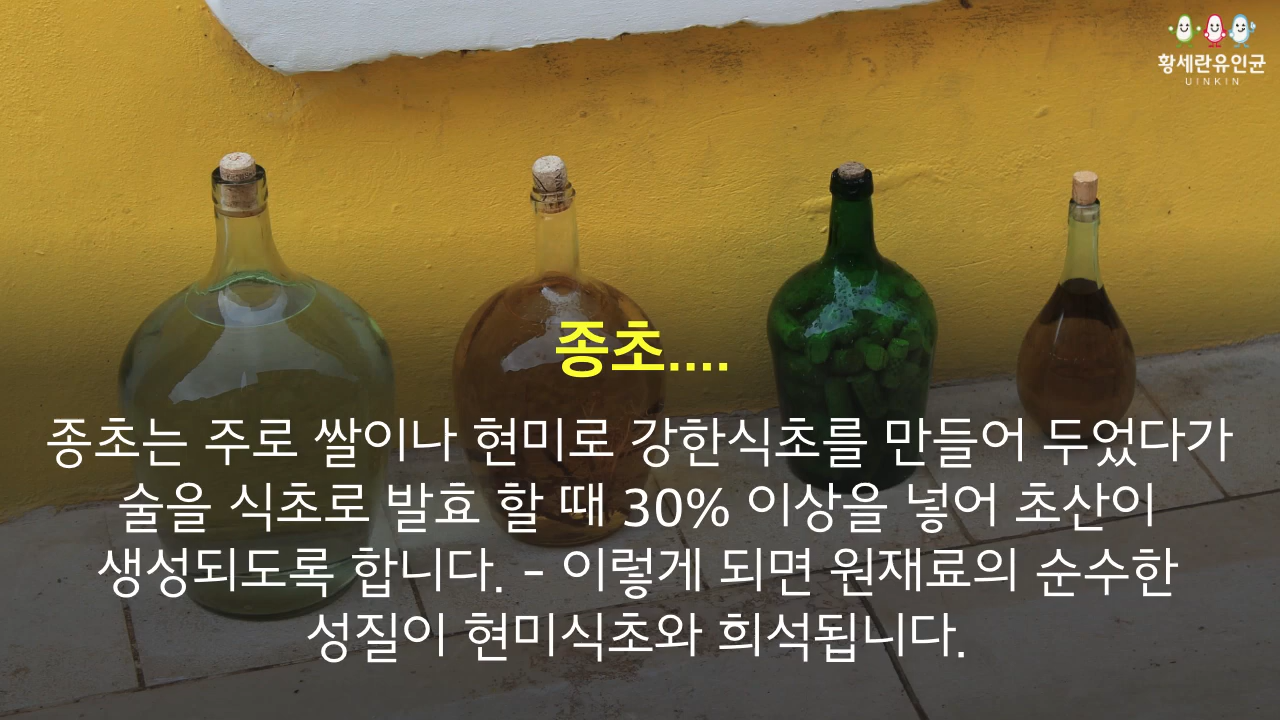 황세란유인균
UINKIN
종초....
종초는 주로 쌀이나 현미로 강한식초를 만들어 두었다가
술을 식초로 발효 할 때 30% 이상을 넣어 초산이
생성되도록 합니다. - 이렇게 되면 원재료의 순수한
성질이 현미식초와 희석됩니다.